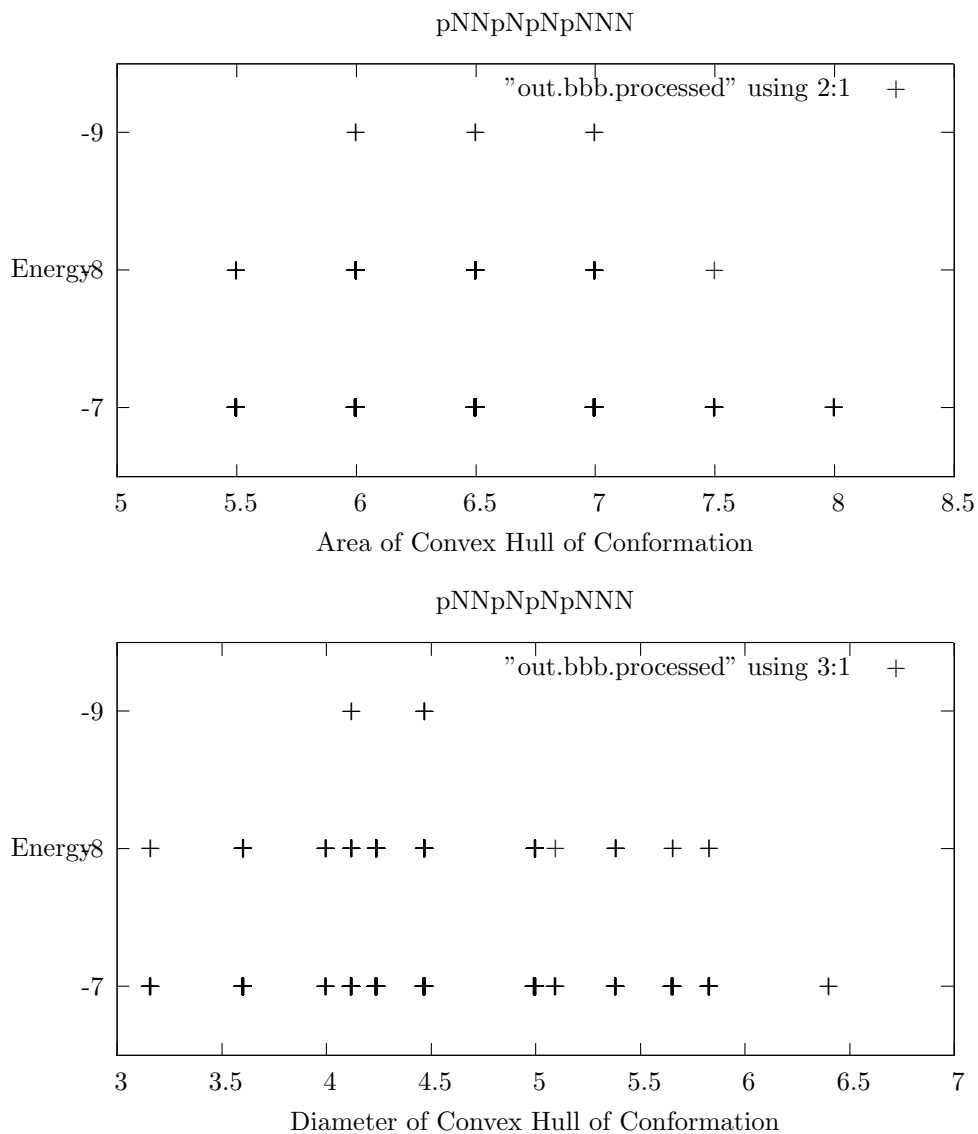 pNNpNpNpNNN
"out.bbb.processed" using 2:1
-9
Energy -8
-7
5 5.5 6 6.5 7 7.5 8 8.5
Area of Convex Hull of Conformation
pNNpNpNpNNN
"out.bbb.processed" using 3:1
-9
Energy -8
-7
3 3.5 4 4.5 5 5.5 6 6.5 7
Diameter of Convex Hull of Conformation